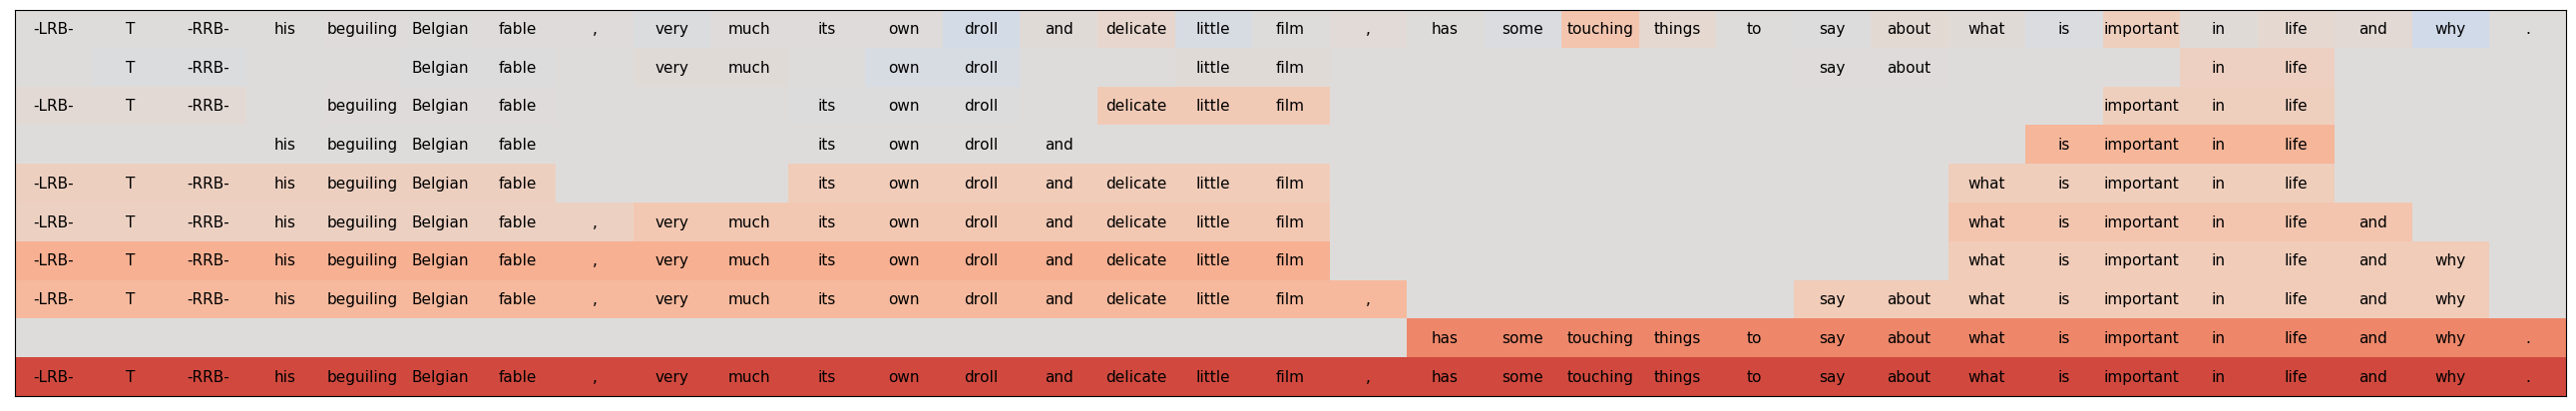 -LRB- T -RRB- his beguiling Belgian fable , very much its own droll and delicate little film , has some touching things to say about what is important in life and why .
T -RRB- Belgian fable very much own droll little film say about in life
-LRB- T -RRB- beguiling Belgian fable its own droll delicate little film important in life
his beguiling Belgian fable its own droll and is important in life
-LRB- T -RRB- his beguiling Belgian fable its own droll and delicate little film what is important in life
-LRB- T -RRB- his beguiling Belgian fable , very much its own droll and delicate little film what is important in life and
-LRB- T -RRB- his beguiling Belgian fable , very much its own droll and delicate little film what is important in life and why
-LRB- T -RRB- his beguiling Belgian fable , very much its own droll and delicate little film , say about what is important in life and why
has some touching things to say about what is important in life and why .
-LRB- T -RRB- his beguiling Belgian fable , very much its own droll and delicate little film , has some touching things to say about what is important in life and why .